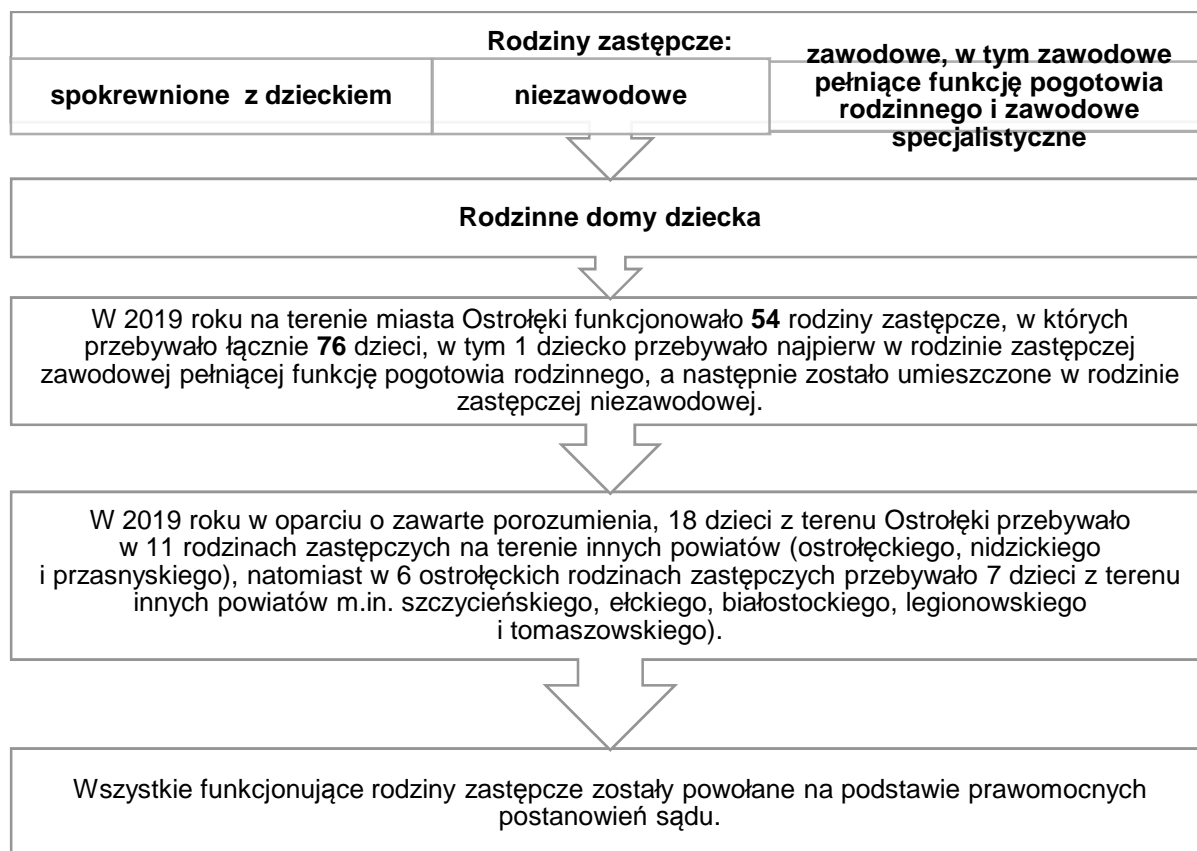 Rodziny zastępcze:
spokrewnione z dzieckiem
niezawodowe
zawodowe, w tym zawodowe
pełniące funkcję pogotowia
rodzinnego i zawodowe
specjalistyczne
Rodzinne domy dziecka
W 2019 roku na terenie miasta Ostrołęki funkcjonowało 54 rodziny zastępcze, w których
przebywało łącznie 76 dzieci, w tym 1 dziecko przebywało najpierw w rodzinie zastępczej
zawodowej pełniącej funkcję pogotowia rodzinnego, a następnie zostało umieszczone w rodzinie
zastępczej niezawodowej.
W 2019 roku w oparciu o zawarte porozumienia, 18 dzieci z terenu Ostrołęki przebywało
w 11 rodzinach zastępczych na terenie innych powiatów (ostrołęckiego, nidzickiego
i przasnyskiego), natomiast w 6 ostrołęckich rodzinach zastępczych przebywało 7 dzieci z terenu
innych powiatów m.in. szczycieńskiego, ełckiego, białostockiego, legionowskiego
i tomaszowskiego).
Wszystkie funkcjonujące rodziny zastępcze zostały powołane na podstawie prawomocnych
postanowień sądu.